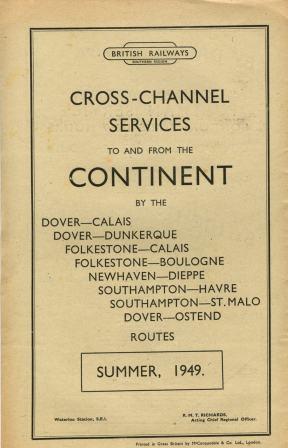 BRITISH RAILWAYS
SOUTHERN REGION
CROSS-CHANNEL
SERVICES
TO AND FROM THE
CONTINENT
BY THE
DOVER—CALAIS
DOVER—DUNKERQUE
FOLKESTONE—CALAIS
FOLKESTONE—BOULOGNE
NEWHAVEN—DIEPPE
SOUTHAMPTON—HAVRE
SOUTHAMPTON—ST. MALO
DOVER—OSTEND
ROUTES
SUMMER, 1949.
Waterloo Station, S.E.1.
R. M. T. RICHARDS,
Acting Chief Regional Officer.
Printed in Great Britain by McCorquodale & Co. Ltd., London.